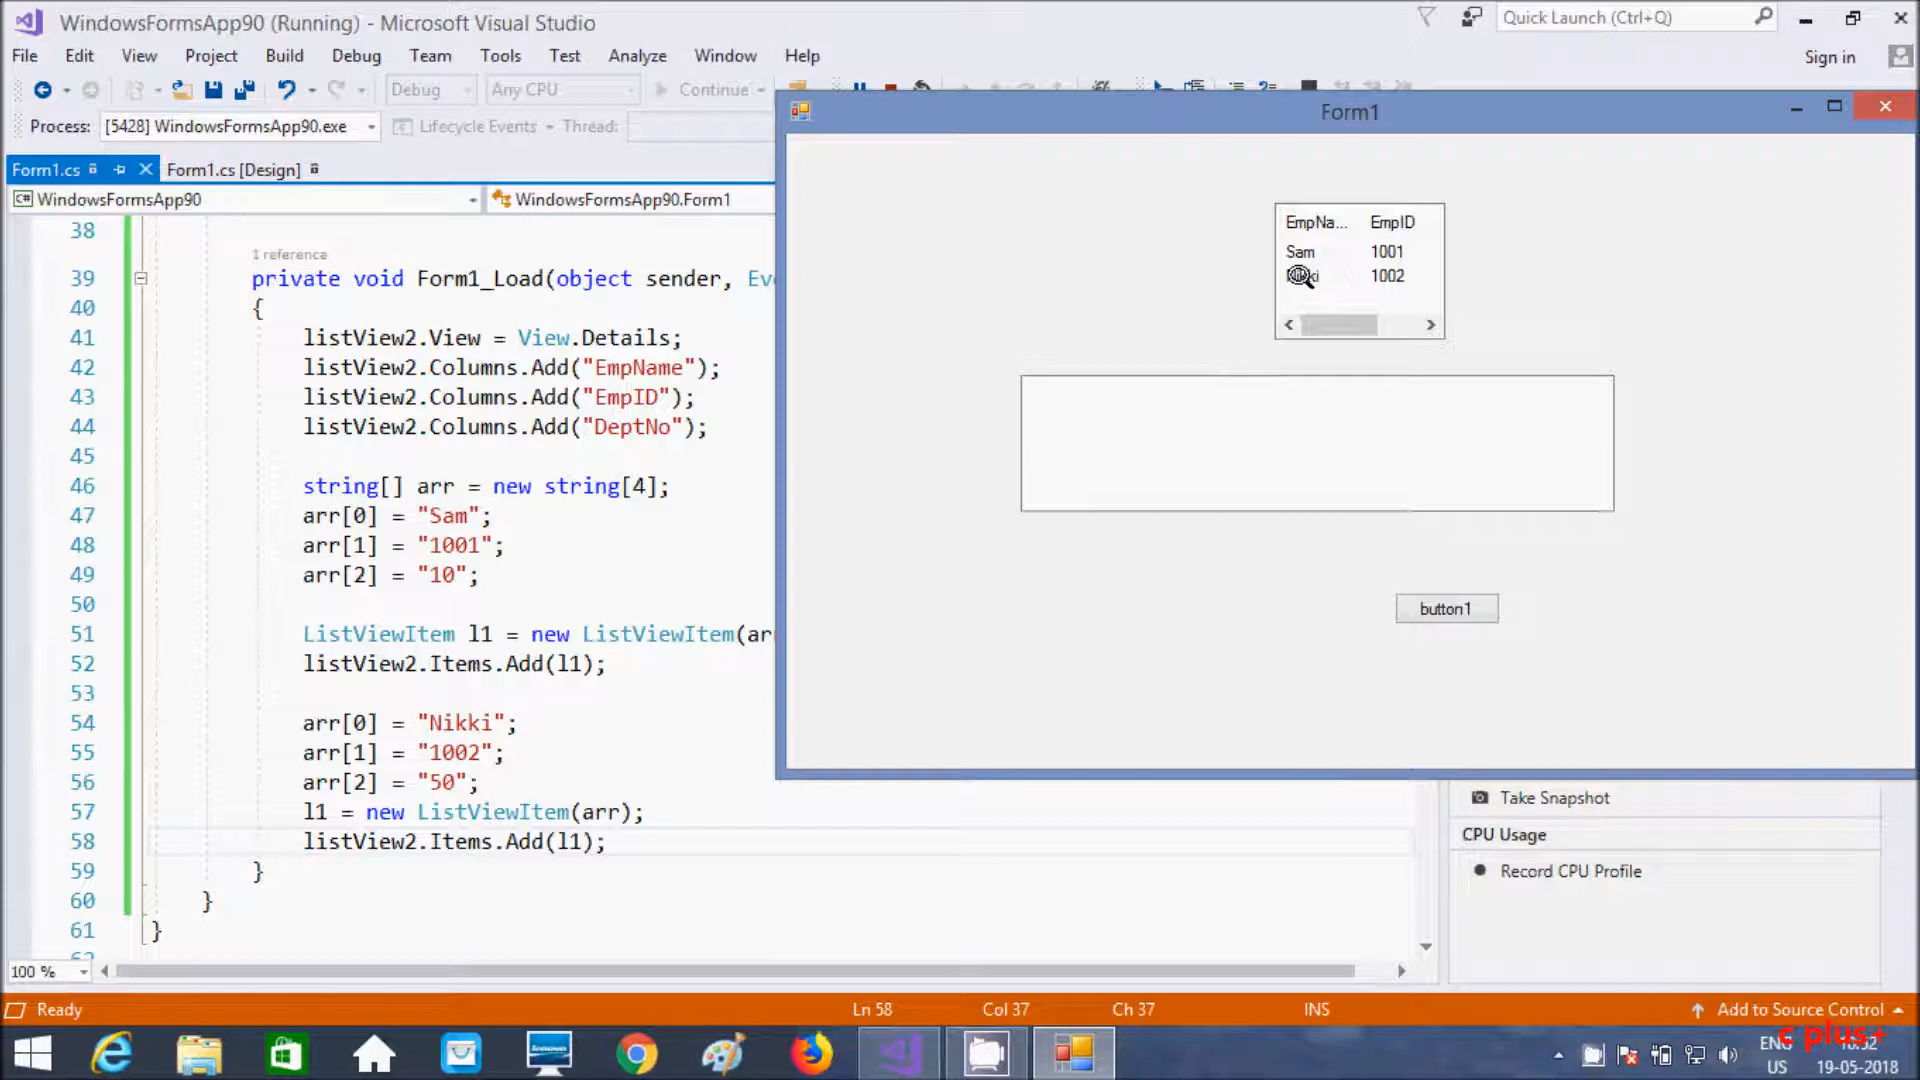 WindowsFormsApp90 (Running) - Microsoft Visual Studio
Quick Launch (Ctrl+Q)
File Edit View Project Build Debug Team Tools Test Analyze Window Help
Sign in
Debug Any CPU Continue
Process: [5428] WindowsFormsApp90.exe Lifecycle Events Thread:
Form1
Form1.cs Form1.cs [Design]
WindowsFormsApp90 WindowsFormsApp90.Form1
EmpNa... EmpID
Sam 1001
1002
button1
38
1 reference
39 private void Form1_Load(object sender, Eve
40 {
41 listView2.View = View.Details;
42 listView2.Columns.Add("EmpName");
43 listView2.Columns.Add("EmpID");
44 listView2.Columns.Add("DeptNo");
45
46 string[] arr = new string[4];
47 arr[0] = "Sam";
48 arr[1] = "1001";
49 arr[2] = "10";
50
51 ListViewItem l1 = new ListViewItem(arr
52 listView2.Items.Add(l1);
53
54 arr[0] = "Nikki";
55 arr[1] = "1002";
56 arr[2] = "50";
57 l1 = new ListViewItem(arr);
58 listView2.Items.Add(l1);
59 }
60 }
61 }
Take Snapshot
CPU Usage
Record CPU Profile
100 %
Ready Ln 58 Col 37 Ch 37 INS Add to Source Control
c plus+
ENG
US 19-05-2018